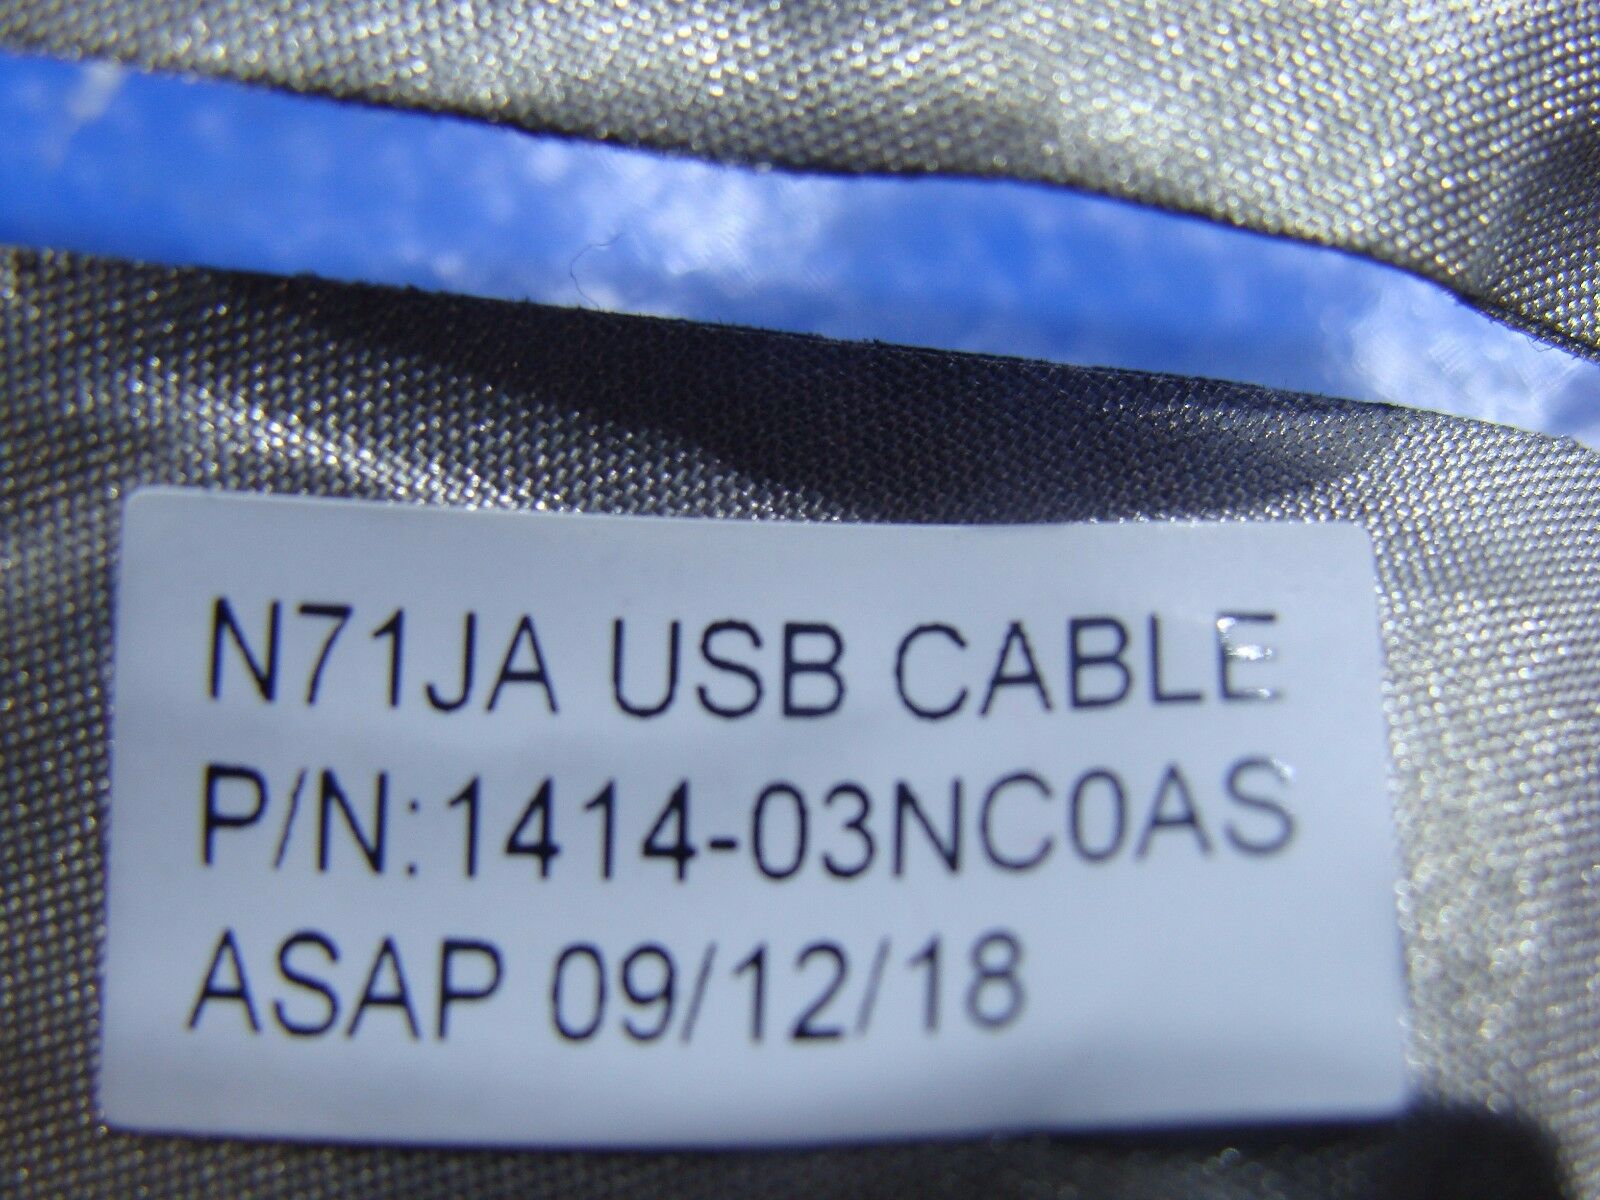 N71JA USB CABLE
P/N:1414-03NC0AS
ASAP 09/12/18